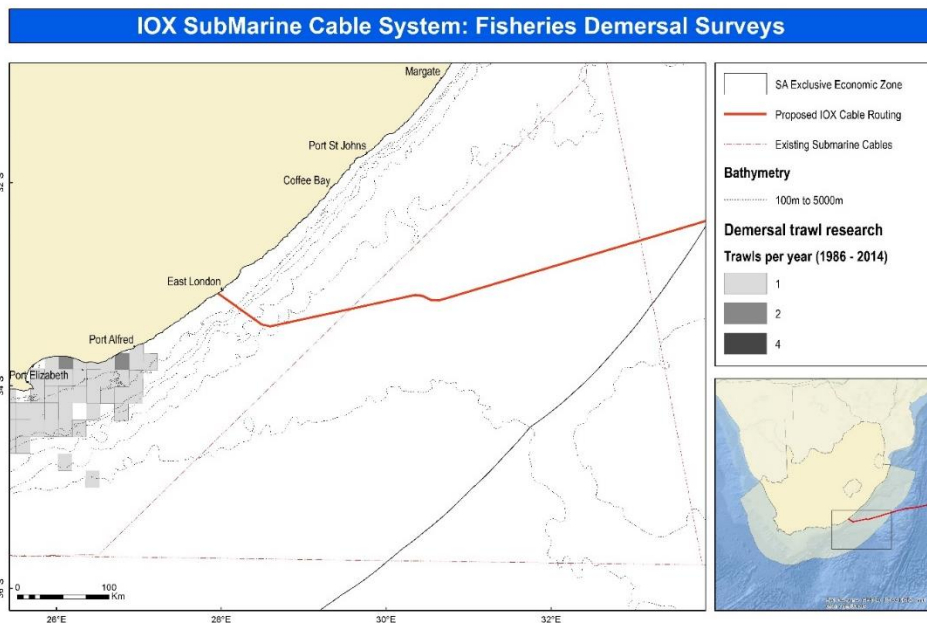 IOX SubMarine Cable System: Fisheries Demersal Surveys
Margate
Port St Johns
Coffee Bay
East London
Port Alfred
Port Elizabeth
0 100
Km
26°E
28°E
30°E
32°E
SA Exclusive Economic Zone
Proposed IOX Cable Routing
Existing Submarine Cables
Bathymetry
100m to 5000m
Demersal trawl research
Trawls per year (1986 - 2014)
1
2
4